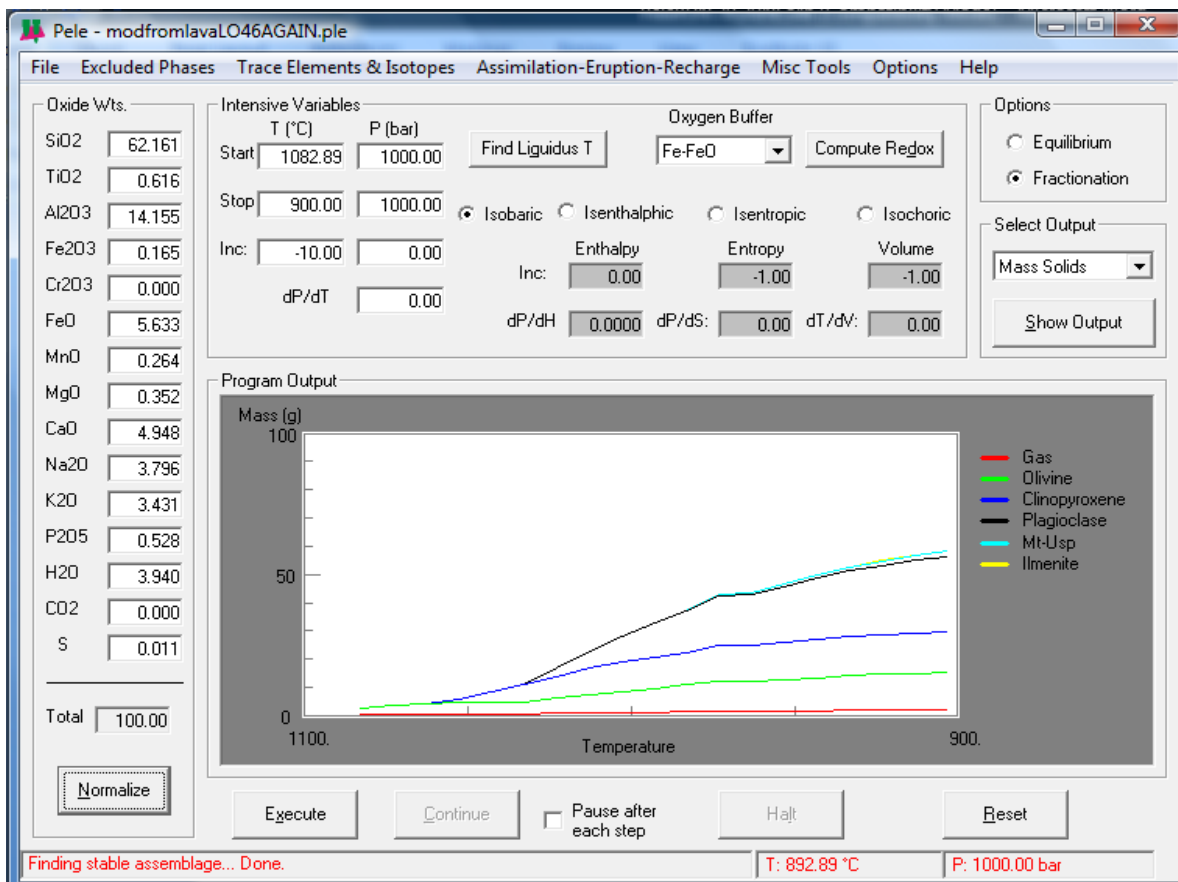 Pele - modfromlavaLO46AGAIN.ple
File Excluded Phases Trace Elements & Isotopes Assimilation-Eruption-Recharge Misc Tools Options Help
Oxide Wts.
SiO2 62.161
TiO2 0.616
Al2O3 14.155
Fe2O3 0.165
Cr2O3 0.000
FeO 5.633
MnO 0.264
MgO 0.352
CaO 4.948
Na2O 3.796
K2O 3.431
P2O5 0.528
H2O 3.940
CO2 0.000
S 0.011
Total 100.00
Normalize
Intensive Variables
T (°C) P (bar)
Start 1082.89 1000.00
Stop 900.00 1000.00
Inc: -10.00 0.00
dP/dT 0.00
Find Liquidus T
Oxygen Buffer
Fe-FeO
Compute Redox
Isobaric Isenthalphic Isentropic Isochoric
Enthalpy Entropy Volume
Inc: 0.00 -1.00 -1.00
dP/dH 0.0000 dP/dS: 0.00 dT/dV: 0.00
Options
Equilibrium
Fractionation
Select Output
Mass Solids
Show Output
Program Output
Mass (g)
100
50
0
1100.
Temperature
900.
Gas
Olivine
Clinopyroxene
Plagioclase
Mt-Usp
Ilmenite
Execute
Continue
Pause after
each step
Halt
Reset
Finding stable assemblage... Done.
T: 892.89 °C
P: 1000.00 bar